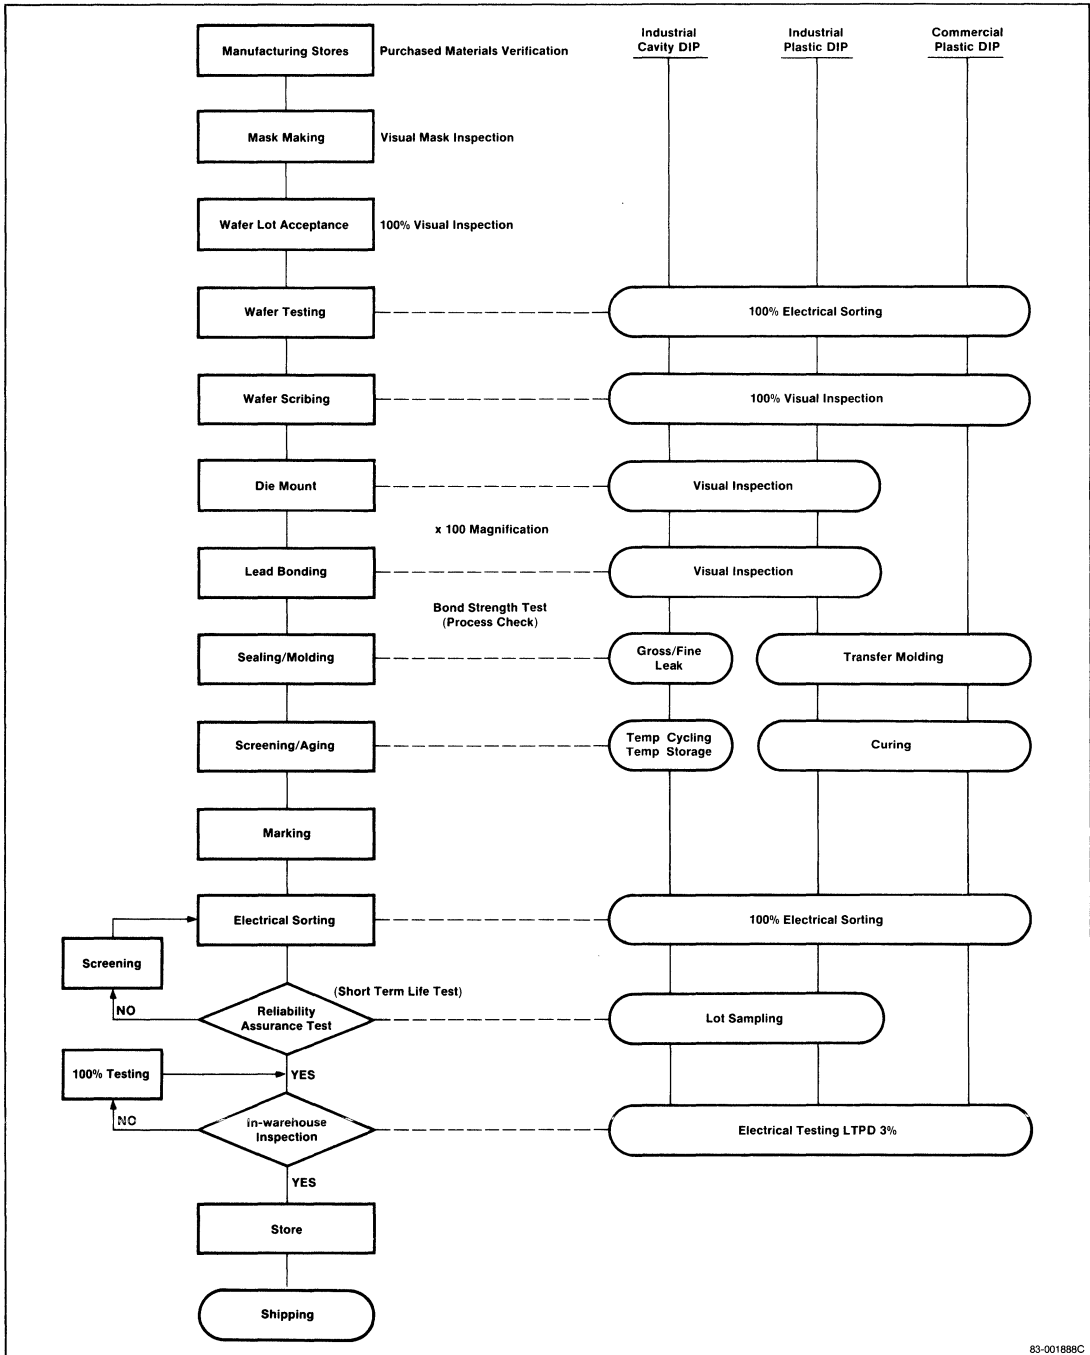 Industrial
Cavity DIP
Industrial
Plastic DIP
Commercial
Plastic DIP
Manufacturing Stores
Purchased Materials Verification
Mask Making
Visual Mask Inspection
Wafer Lot Acceptance
100% Visual Inspection
Wafer Testing
100% Electrical Sorting
Wafer Scribing
100% Visual Inspection
Die Mount
Visual Inspection
x 100 Magnification
Lead Bonding
Visual Inspection
Bond Strength Test
(Process Check)
Sealing/Molding
Gross/Fine
Leak
Transfer Molding
Screening/Aging
Temp Cycling
Temp Storage
Curing
Marking
Electrical Sorting
100% Electrical Sorting
Screening
(Short Term Life Test)
NO
Reliability
Assurance Test
Lot Sampling
100% Testing
YES
NO
In-warehouse
Inspection
Electrical Testing LTPD 3%
YES
Store
Shipping
83-001888C